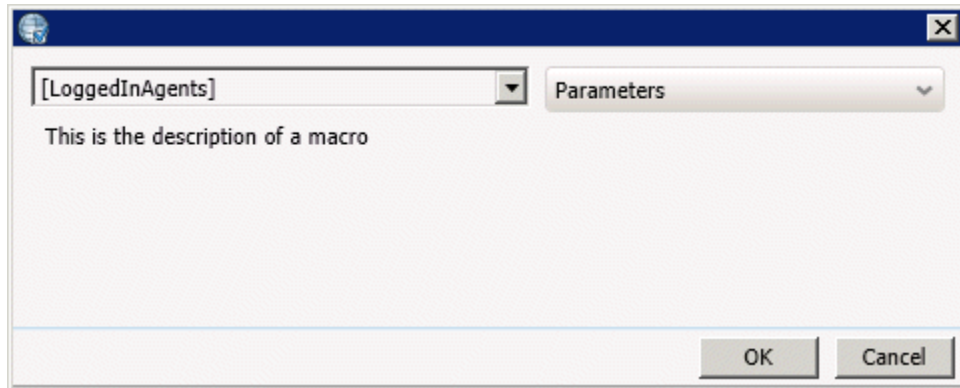 [LoggedInAgents]
Parameters
This is the description of a macro
OK
Cancel